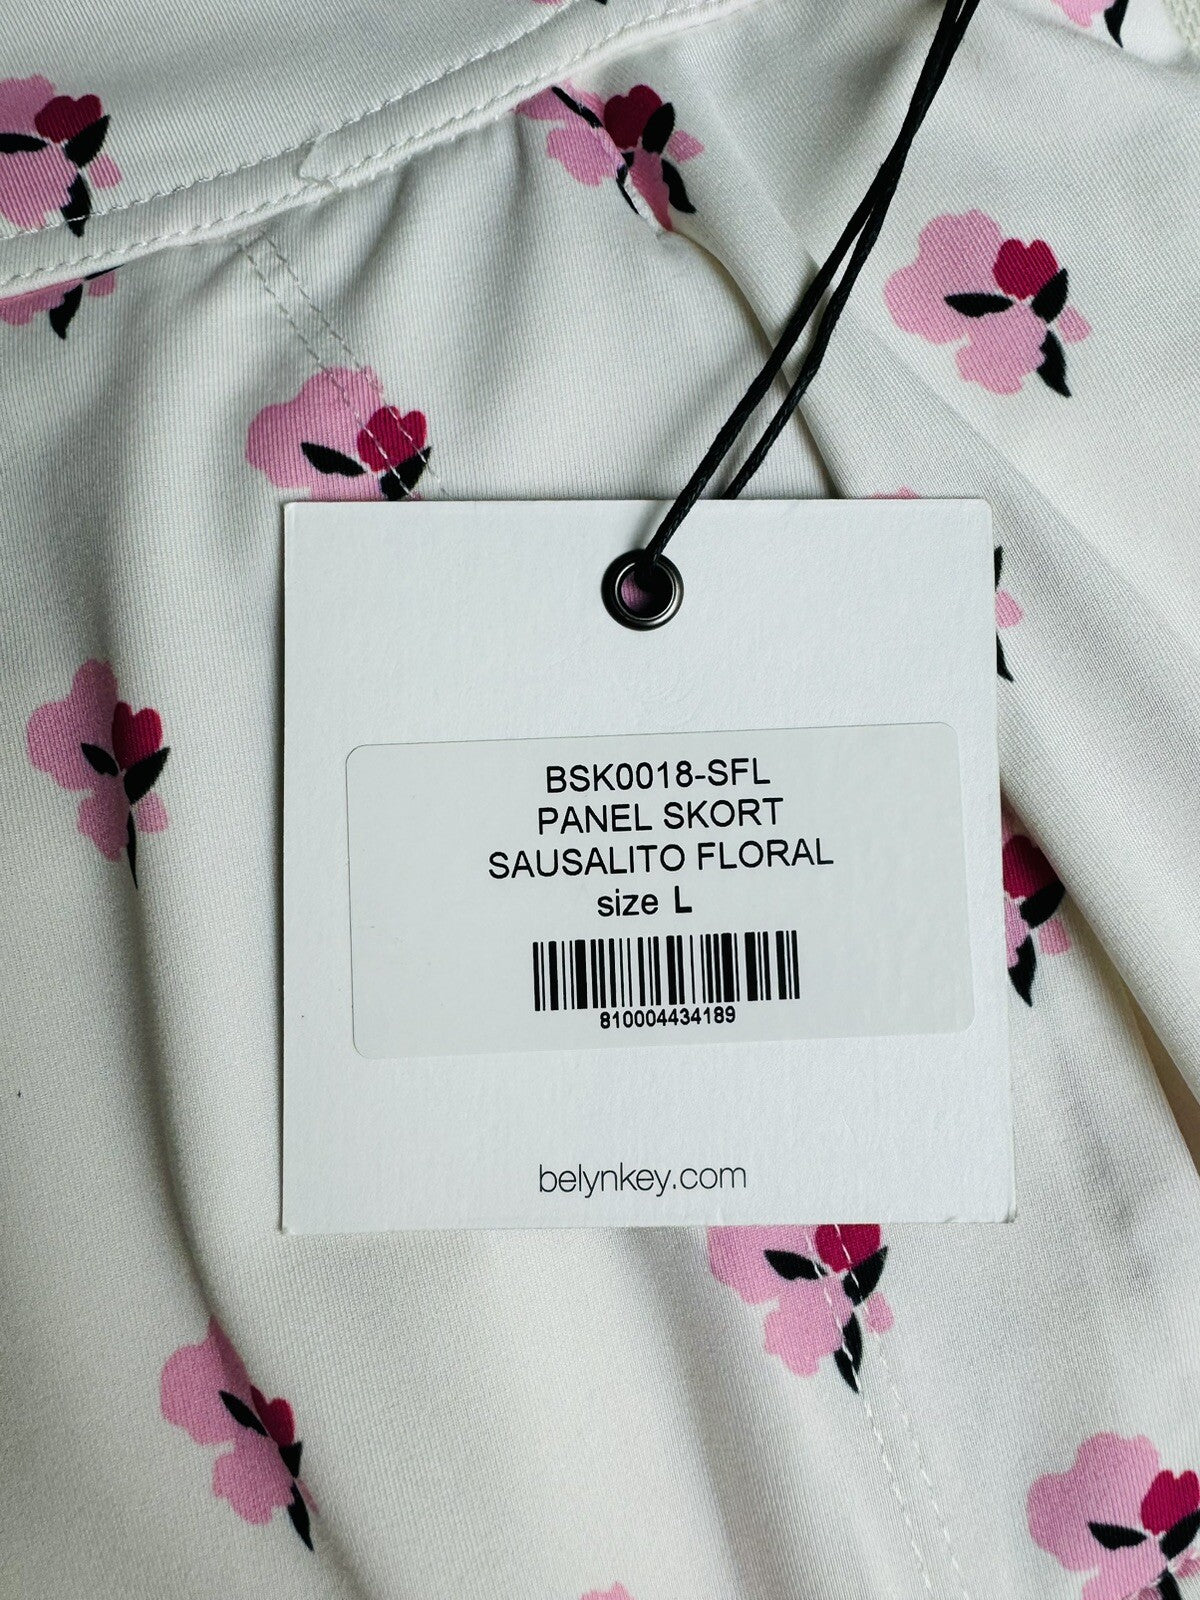 BSK0018-SFL
PANEL SKORT
SAUSALITO FLORAL
size L
810004434189
belynkey.com